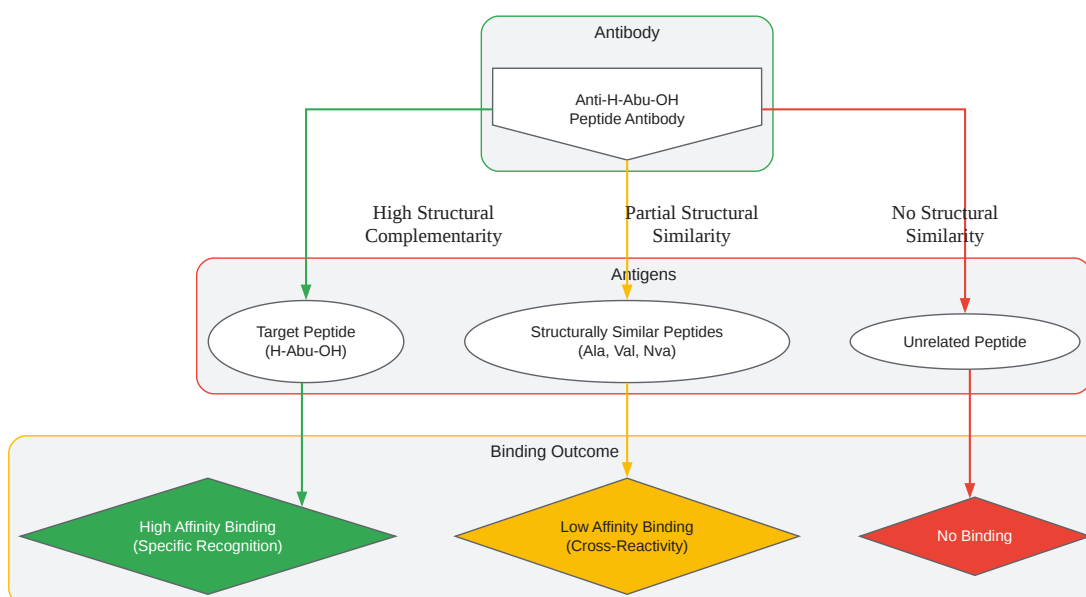 Antibody
Anti-H-Abu-OH
Peptide Antibody
High Structural
Complementarity
Partial Structural
Similarity
No Structural
Similarity
Antigens
Target Peptide
(H-Abu-OH)
Structurally Similar Peptides
(Ala, Val, Nva)
Unrelated Peptide
Binding Outcome
High Affinity Binding
(Specific Recognition)
Low Affinity Binding
(Cross-Reactivity)
No Binding